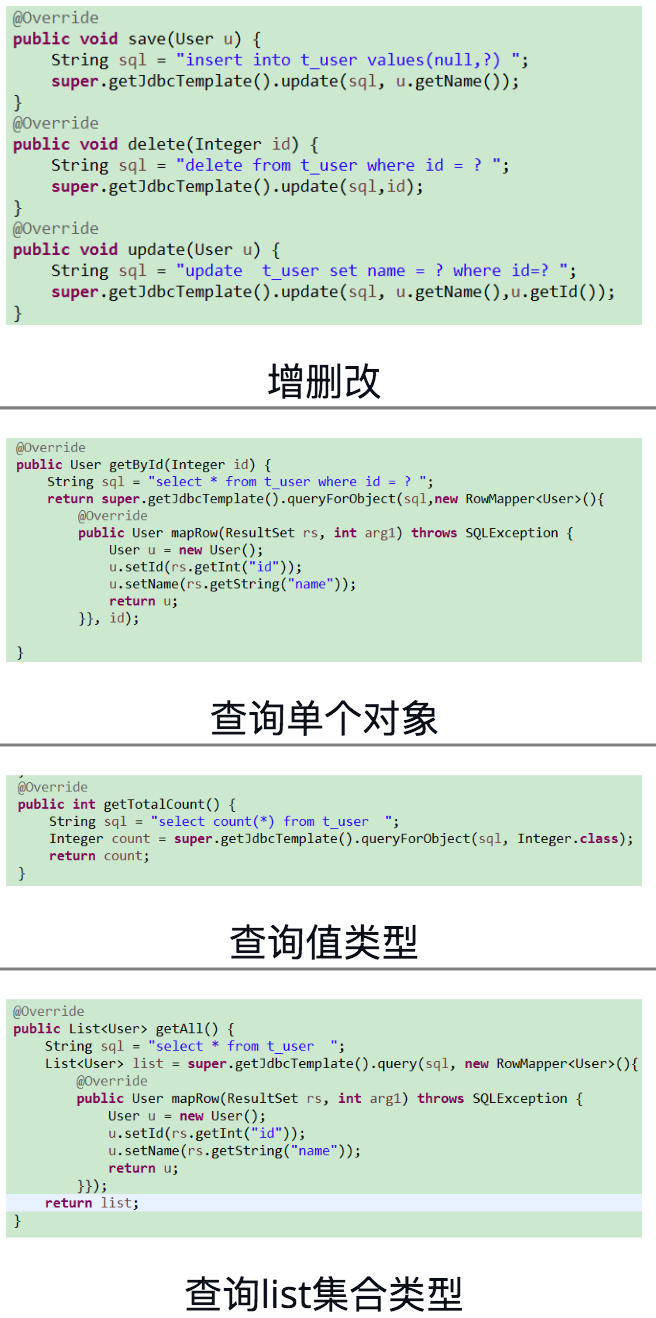 @Override
public void save(User u) {
    String sql = "insert into t_user values(null,?) ";
    super.getJdbcTemplate().update(sql, u.getName());
}
@Override
public void delete(Integer id) {
    String sql = "delete from t_user where id = ? ";
    super.getJdbcTemplate().update(sql,id);
}
@Override
public void update(User u) {
    String sql = "update  t_user set name = ? where id=? ";
    super.getJdbcTemplate().update(sql, u.getName(),u.getId());
}
增删改
@Override
public User getById(Integer id) {
    String sql = "select * from t_user where id = ? ";
    return super.getJdbcTemplate().queryForObject(sql,new RowMapper<User>(){
        @Override
        public User mapRow(ResultSet rs, int arg1) throws SQLException {
            User u = new User();
            u.setId(rs.getInt("id"));
            u.setName(rs.getString("name"));
            return u;
        }}, id);
}
查询单个对象
@Override
public int getTotalCount() {
    String sql = "select count(*) from t_user  ";
    Integer count = super.getJdbcTemplate().queryForObject(sql, Integer.class);
    return count;
}
查询值类型
@Override
public List<User> getAll() {
    String sql = "select * from t_user  ";
    List<User> list = super.getJdbcTemplate().query(sql, new RowMapper<User>(){
        @Override
        public User mapRow(ResultSet rs, int arg1) throws SQLException {
            User u = new User();
            u.setId(rs.getInt("id"));
            u.setName(rs.getString("name"));
            return u;
        }});
    return list;
}
查询list集合类型